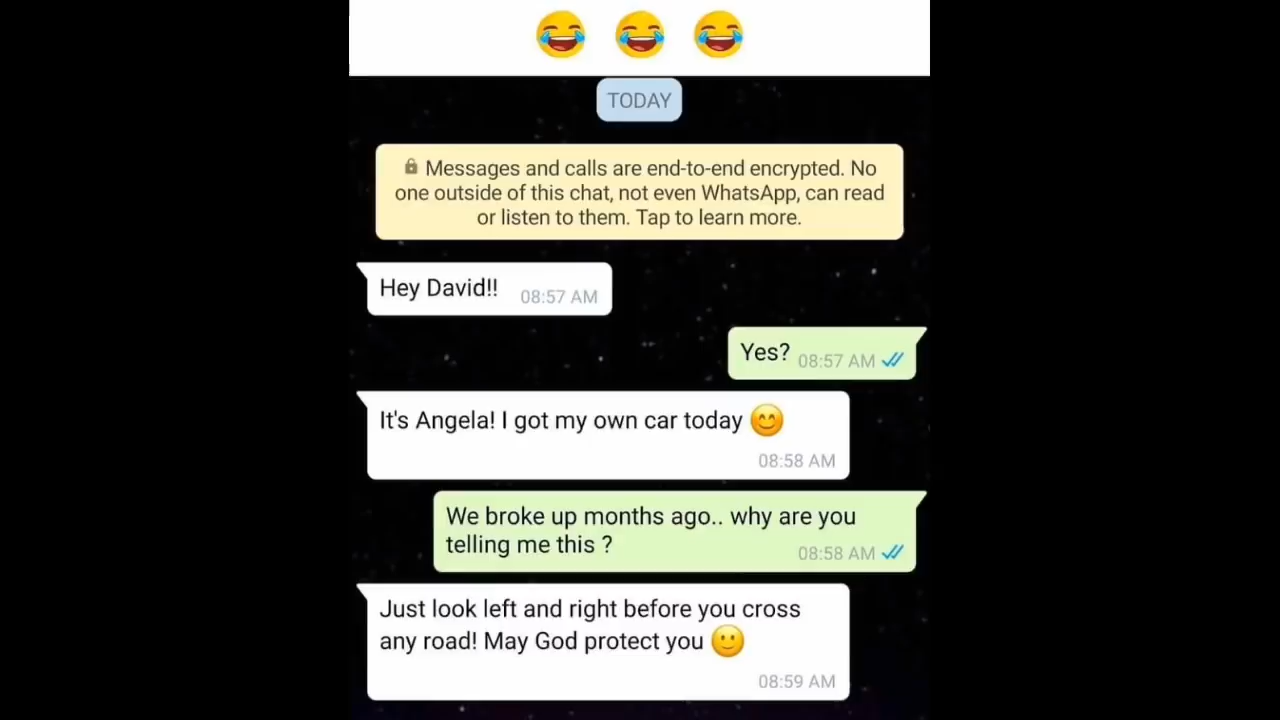 TODAY
Messages and calls are end-to-end encrypted. No
one outside of this chat, not even WhatsApp, can read
or listen to them. Tap to learn more.
Hey David!! 08:57 AM
Yes? 08:57 AM
It's Angela! I got my own car today 😊
08:58 AM
We broke up months ago.. why are you
telling me this ? 08:58 AM
Just look left and right before you cross
any road! May God protect you 🙂
08:59 AM